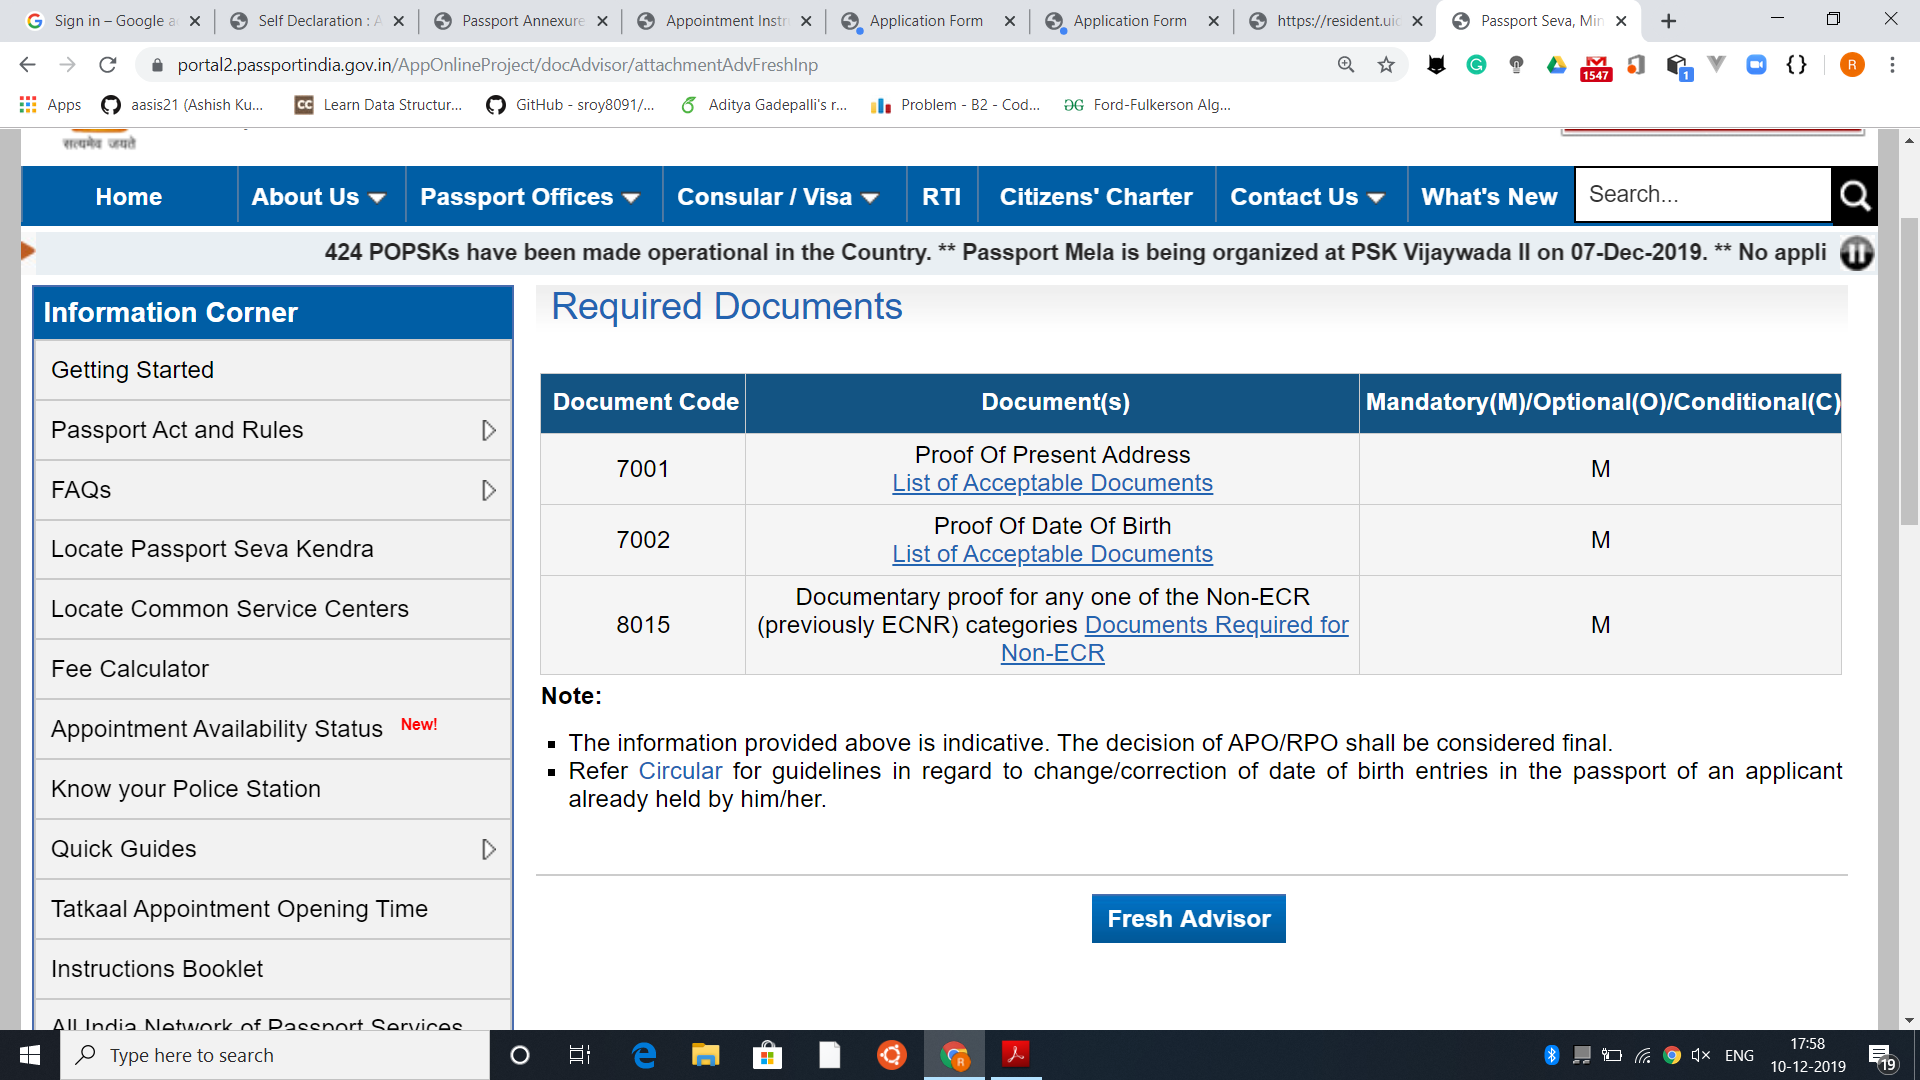 Sign in – Google a
Self Declaration : A
Passport Annexure
Appointment Instr
Application Form
Application Form
https://resident.uic
Passport Seva, Min
portal2.passportindia.gov.in/AppOnlineProject/docAdvisor/attachmentAdvFreshInp
1547
1
R
Apps
aasis21 (Ashish Ku...
CC
Learn Data Structur...
GitHub - sroy8091/...
Aditya Gadepalli's r...
Problem - B2 - Cod...
Ford-Fulkerson Alg...
सत्यमेव जयते
Home
About Us
Passport Offices
Consular / Visa
RTI
Citizens' Charter
Contact Us
What's New
Search...
424 POPSKs have been made operational in the Country. ** Passport Mela is being organized at PSK Vijaywada II on 07-Dec-2019. ** No appli
Information Corner
Getting Started
Passport Act and Rules
FAQs
Locate Passport Seva Kendra
Locate Common Service Centers
Fee Calculator
Appointment Availability Status New!
Know your Police Station
Quick Guides
Tatkaal Appointment Opening Time
Instructions Booklet
All India Network of Passport Services
Required Documents
Document Code
Document(s)
Mandatory(M)/Optional(O)/Conditional(C)
7001
Proof Of Present Address
List of Acceptable Documents
M
7002
Proof Of Date Of Birth
List of Acceptable Documents
M
8015
Documentary proof for any one of the Non-ECR
(previously ECNR) categories Documents Required for
Non-ECR
M
Note:
The information provided above is indicative. The decision of APO/RPO shall be considered final.
Refer Circular for guidelines in regard to change/correction of date of birth entries in the passport of an applicant
already held by him/her.
Fresh Advisor
Type here to search
R
ENG
17:58
10-12-2019
19